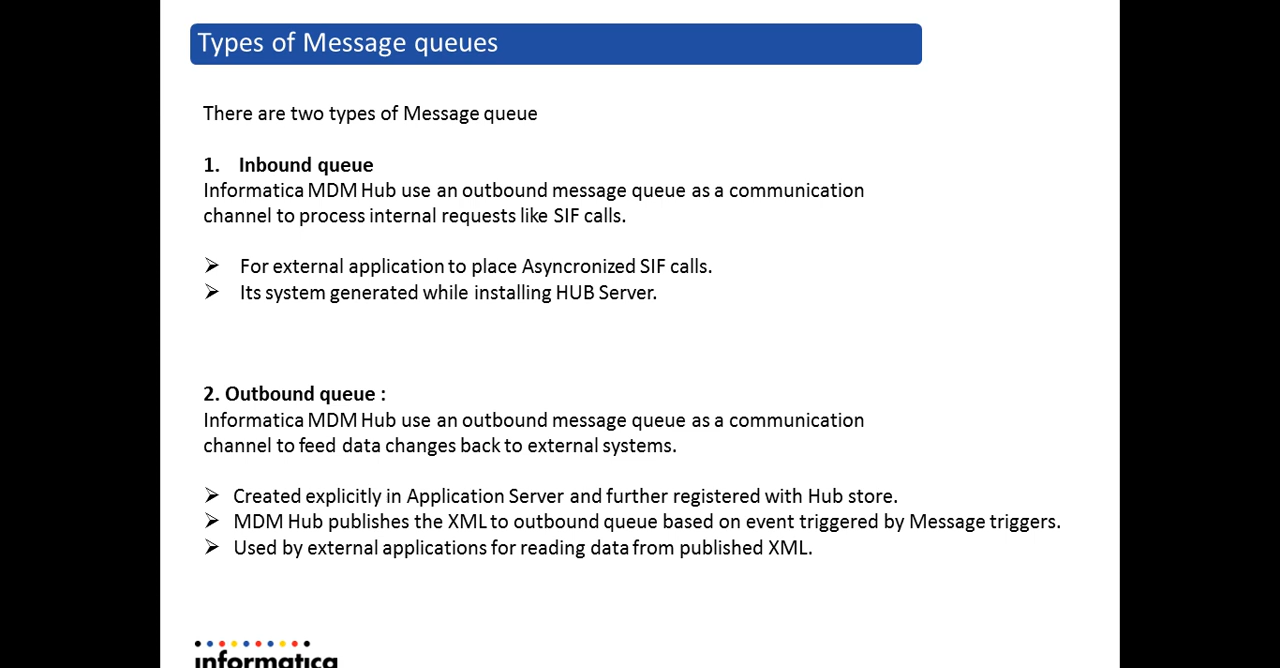 Types of Message queues
There are two types of Message queue
1. Inbound queue
Informatica MDM Hub use an outbound message queue as a communication
channel to process internal requests like SIF calls.
➢ For external application to place Asyncronized SIF calls.
➢ Its system generated while installing HUB Server.
2. Outbound queue :
Informatica MDM Hub use an outbound message queue as a communication
channel to feed data changes back to external systems.
➢ Created explicitly in Application Server and further registered with Hub store.
➢ MDM Hub publishes the XML to outbound queue based on event triggered by Message triggers.
➢ Used by external applications for reading data from published XML.
informatica